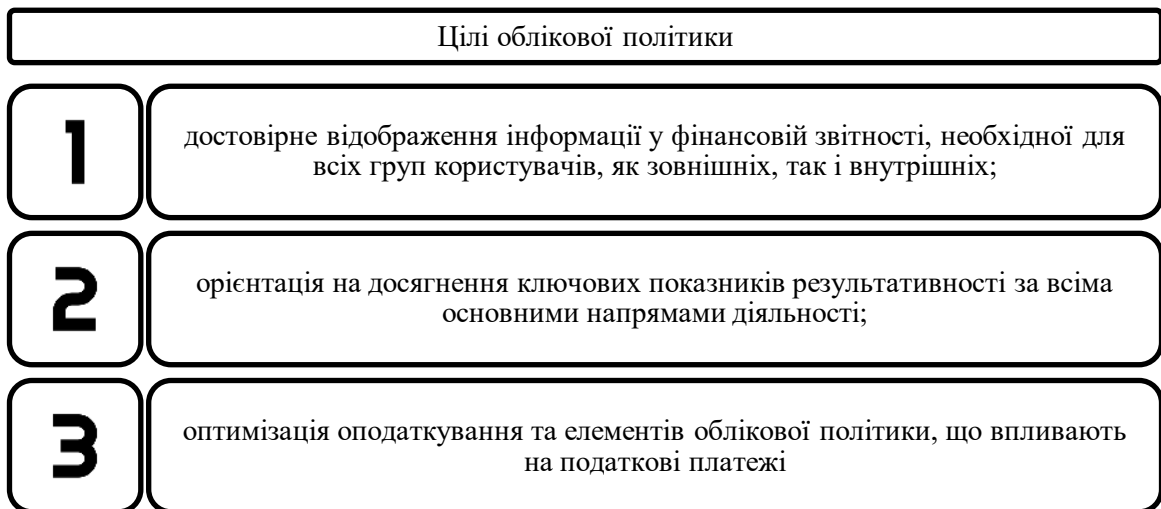 Цілі облікової політики
1
достовірне відображення інформації у фінансовій звітності, необхідної для
всіх груп користувачів, як зовнішніх, так і внутрішніх;
2
орієнтація на досягнення ключових показників результативності за всіма
основними напрямами діяльності;
3
оптимізація оподаткування та елементів облікової політики, що впливають
на податкові платежі